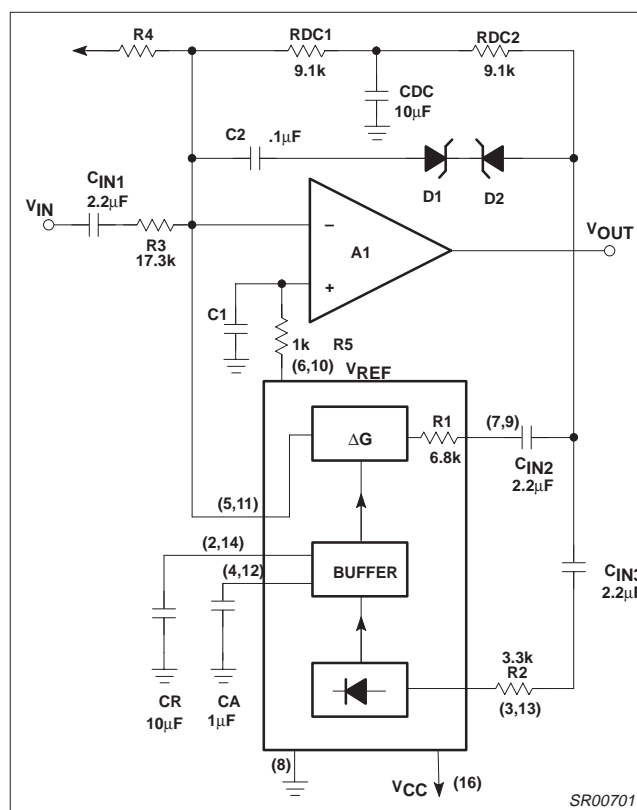 R4
RDC1
RDC2
9.1k
9.1k
CDC
10µF
C2
.1µF
D1
D2
CIN1
2.2µF
VIN
R3
17.3k
−
A1
+
VOUT
C1
1k
R5
(6,10)
VREF
ΔG
R1
6.8k
(7,9)
CIN2
2.2µF
(5,11)
(2,14)
(4,12)
BUFFER
CIN3
2.2µF
3.3k
R2
(3,13)
CR
10µF
CA
1µF
(8)
VCC
(16)
SR00701